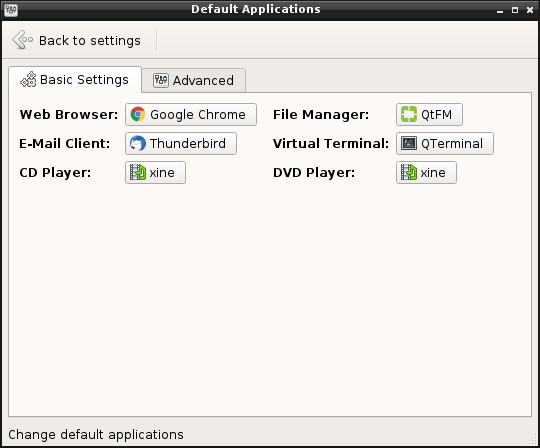 Default Applications
Back to settings
Basic Settings Advanced
Web Browser: Google Chrome File Manager: QtFM
E-Mail Client: Thunderbird Virtual Terminal: QTerminal
CD Player: xine DVD Player: xine
Change default applications